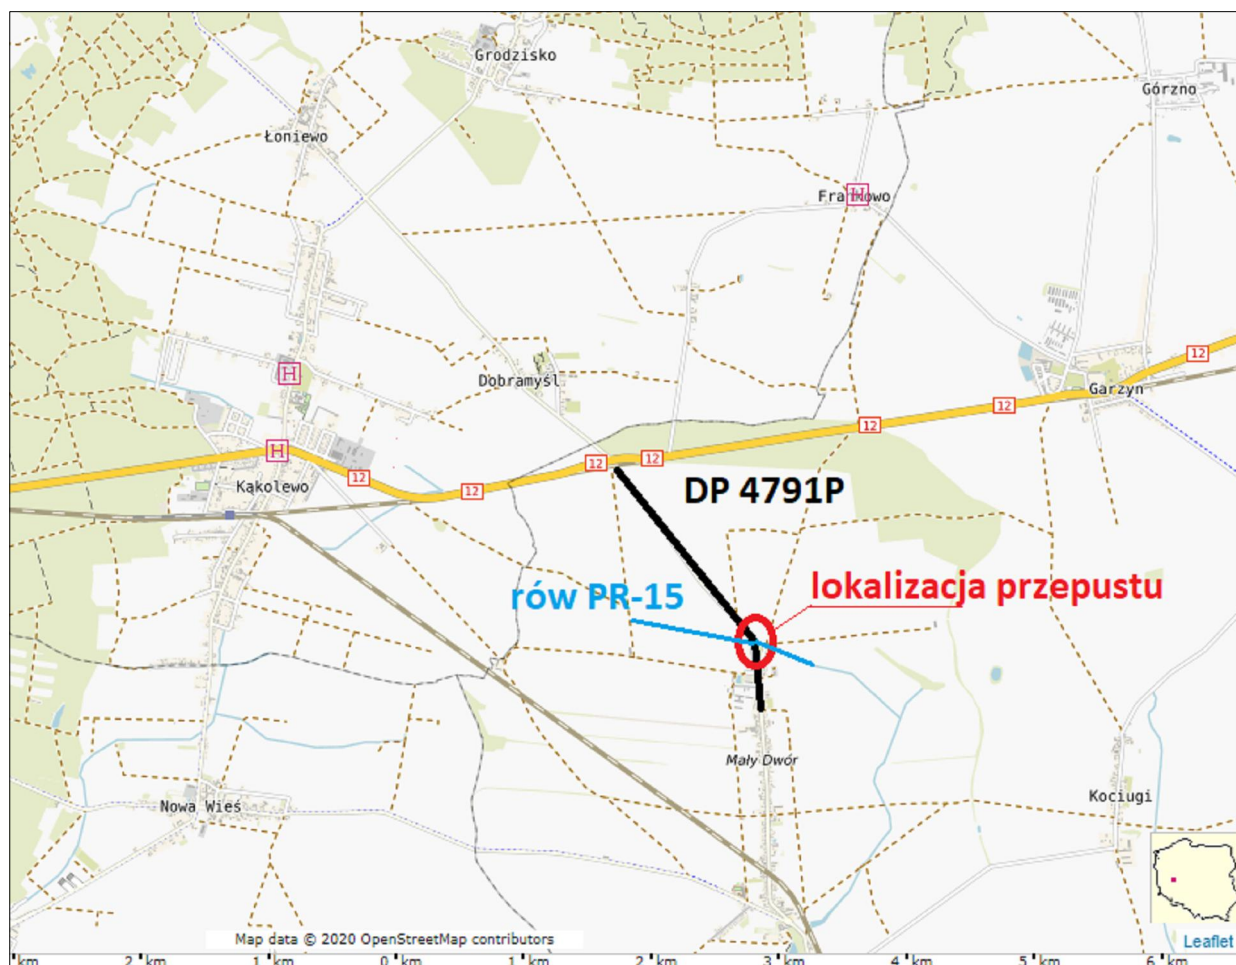 Grodzisko
Górzno
Łoniewo
H
Frankowo
H
12
Dobramyśl
Garzyn
12
12
H
12
12
12
12
Kąkolewo
DP 4791P
rów PR-15
lokalizacja przepustu
Mały Dwór
Nowa Wieś
Kociugi
Map data © 2020 OpenStreetMap contributors
Leaflet
km 2 km 1 km 0 km 1 km 2 km 3 km 4 km 5 km 6 km